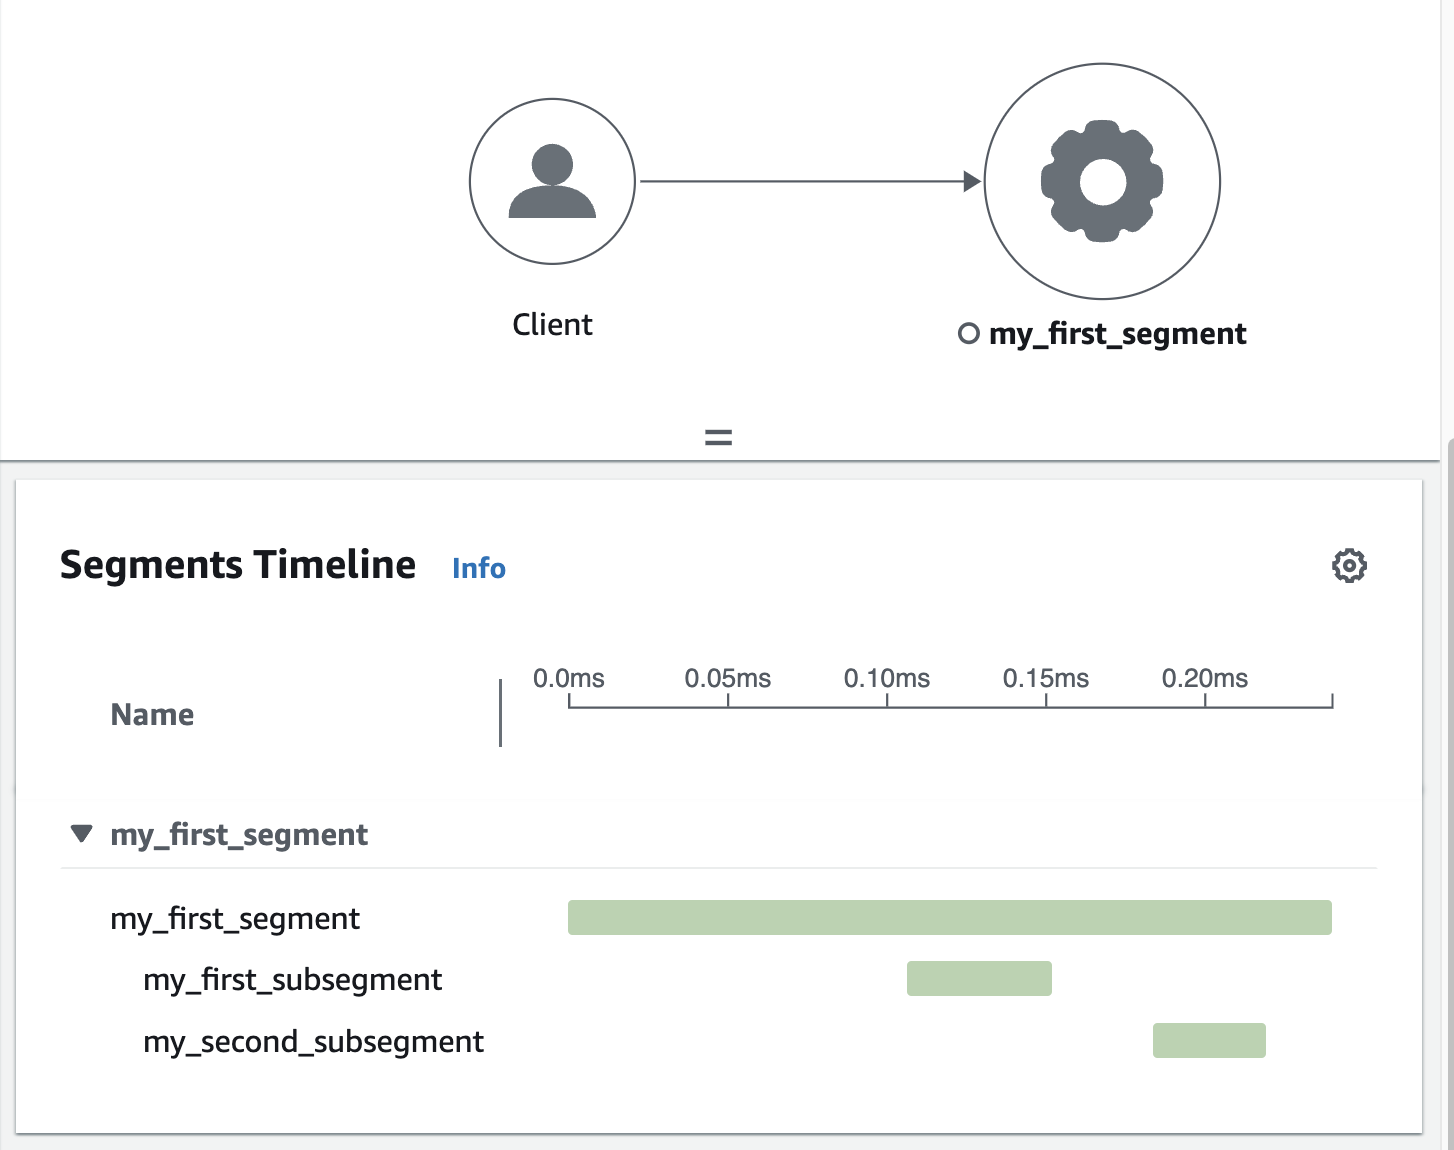 Client
my_first_segment
Segments Timeline Info
0.0ms 0.05ms 0.10ms 0.15ms 0.20ms
Name
my_first_segment
my_first_segment
my_first_subsegment
my_second_subsegment